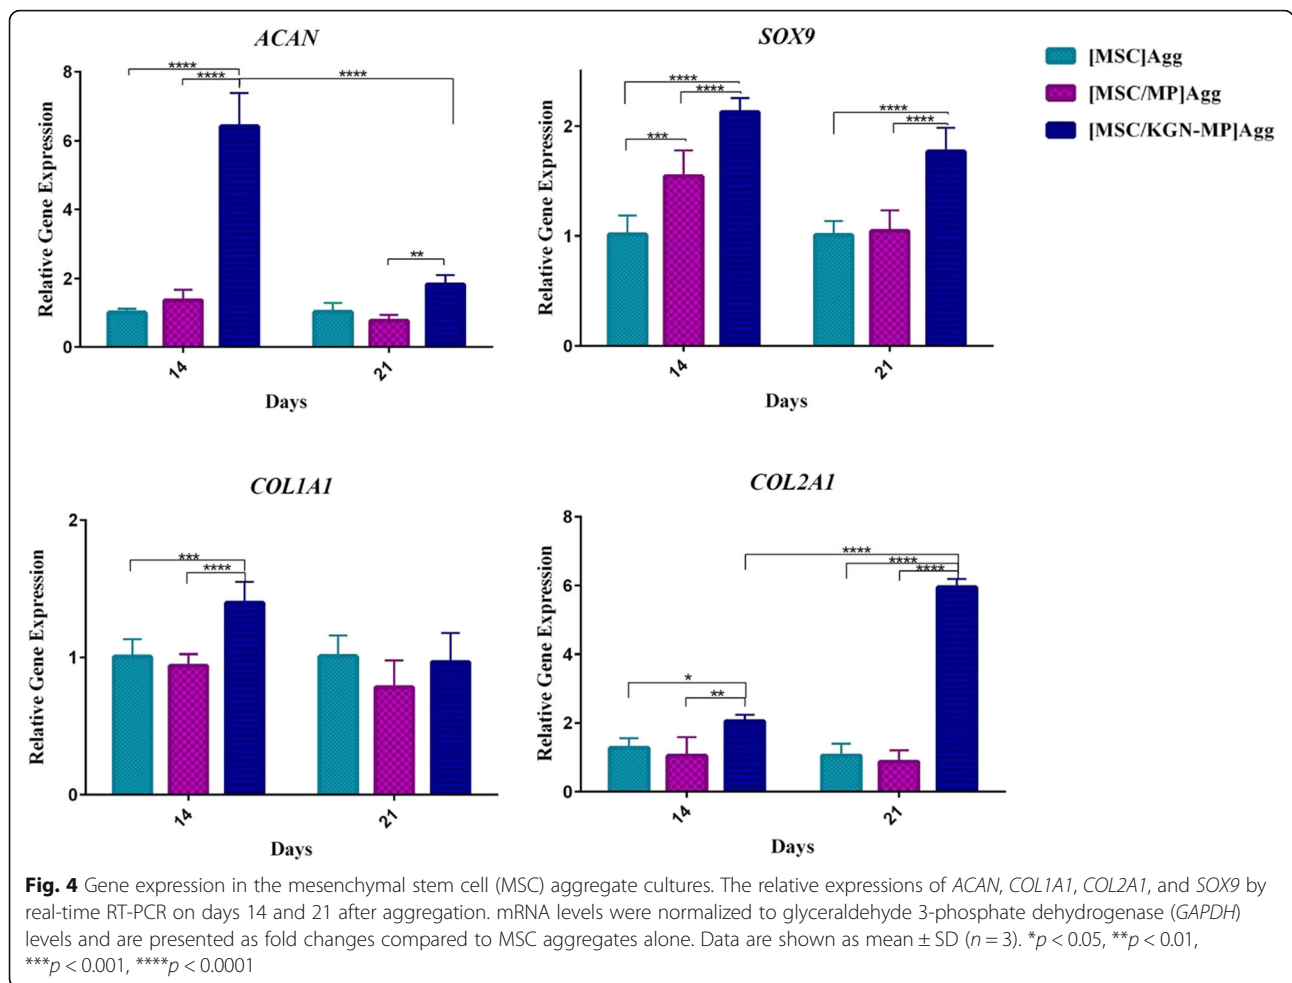 ACAN
Relative Gene Expression
8
6
4
2
0
****
****
****
**
14
21
Days
SOX9
Relative Gene Expression
2
1
0
****
****
***
****
****
14
21
Days
[MSC]Agg
[MSC/MP]Agg
[MSC/KGN-MP]Agg
COL1A1
Relative Gene Expression
2
1
0
***
****
14
21
Days
COL2A1
Relative Gene Expression
8
6
4
2
0
****
****
****
*
**
14
21
Days
Fig. 4 Gene expression in the mesenchymal stem cell (MSC) aggregate cultures. The relative expressions of ACAN, COL1A1, COL2A1, and SOX9 by
real-time RT-PCR on days 14 and 21 after aggregation. mRNA levels were normalized to glyceraldehyde 3-phosphate dehydrogenase (GAPDH)
levels and are presented as fold changes compared to MSC aggregates alone. Data are shown as mean ± SD (n = 3). *p < 0.05, **p < 0.01,
***p < 0.001, ****p < 0.0001